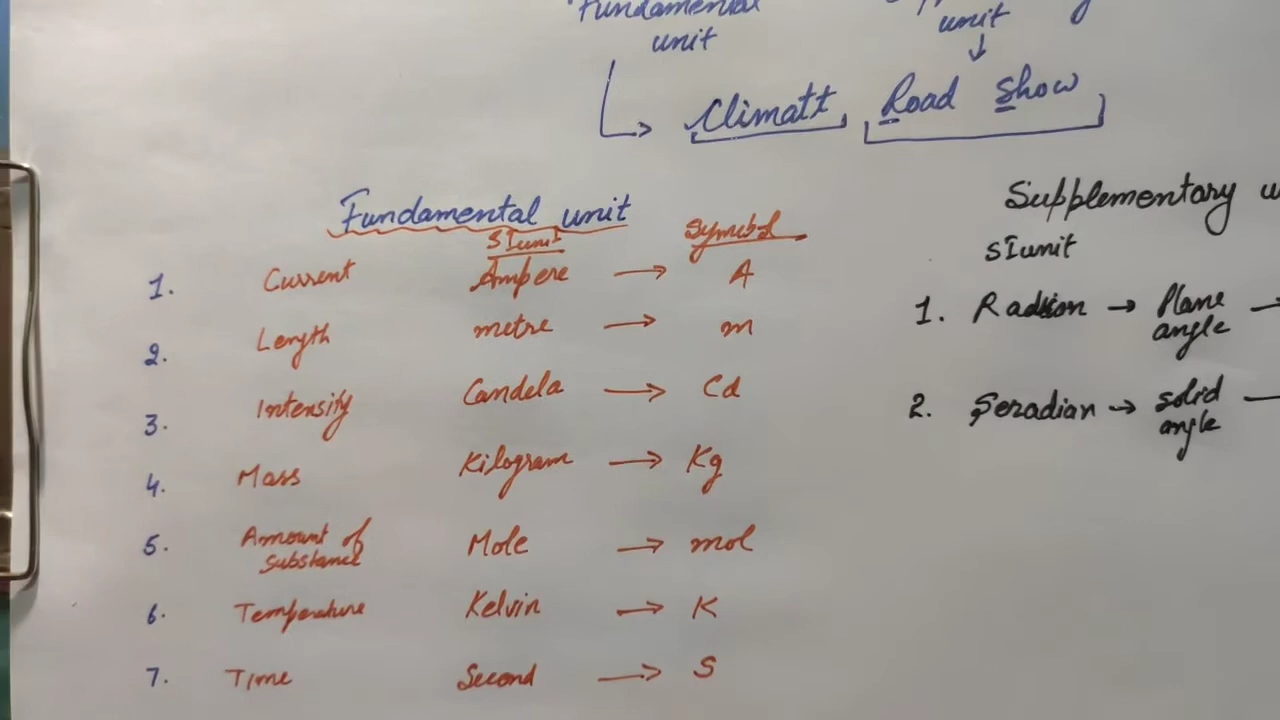 Fundamental
unit
unit
Climatt Road Show
Fundamental unit
SI unit Symbol
1. Current Ampere → A
2. Length metre → m
3. Intensity Candela → Cd
4. Mass Kilogram → Kg
5. Amount of substance Mole → mol
6. Temperature Kelvin → K
7. Time Second → S
Supplementary
SI unit
1. Radian → Plane
angle
2. Seradian → solid
angle